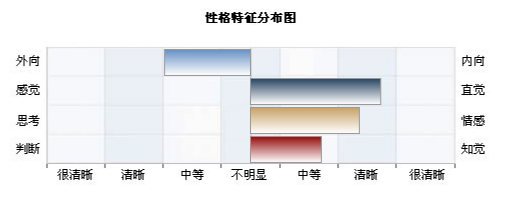 性格特征分布图
外向 内向
感觉 直觉
思考 情感
判断 知觉
很清晰 清晰 中等 不明显 中等 清晰 很清晰